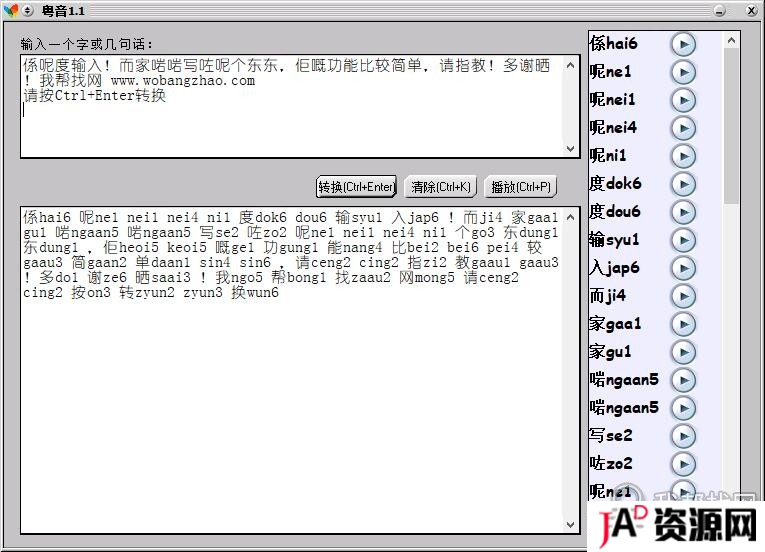 粤音1.1
输入一个字或几句话：
係呢度输入！而家啱啱写咗呢个东东，佢嘅功能比较简单，请指教！多谢晒
！我帮找网 www.wobangzhao.com
请按Ctrl+Enter转换
转换(Ctrl+Enter) 清除(Ctrl+K) 播放(Ctrl+P)
係hai6 呢ne1 nei1 nei4 ni1 度dok6 dou6 输syu1 入jap6 ！而ji4 家gaa1
gu1 啱ngaan5 啱ngaan5 写se2 咗zo2 呢ne1 nei1 nei4 ni1 个go3 东dung1
东dung1 ，佢heoi5 keoi5 嘅ge1 功gung1 能nang4 比bei2 bei6 pei4 较
gaau3 简gaan2 单daan1 sin4 sin6 ，请ceng2 cing2 指zi2 教gaau1 gaau3
！多do1 谢ze6 晒saai3 ！我ngo5 帮bong1 找zaau2 网mong5 请ceng2
cing2 按on3 转zyun2 zyun3 换wun6
係hai6
呢ne1
呢nei1
呢nei4
呢ni1
度dok6
度dou6
输syu1
入jap6
而ji4
家gaa1
家gu1
啱ngaan5
啱ngaan5
写se2
咗zo2
呢ne1
我帮找网
JAD资源网